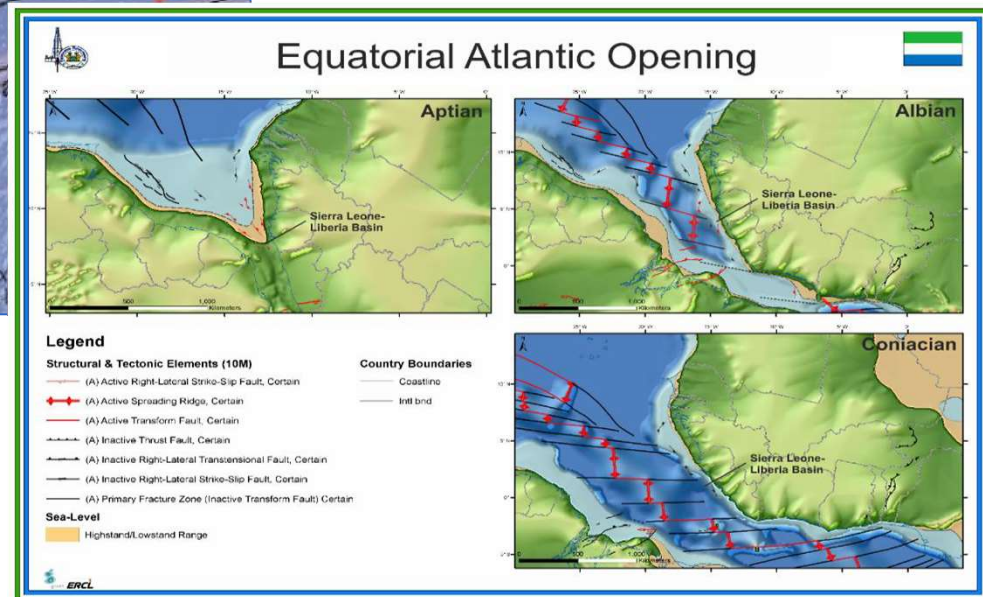 Equatorial Atlantic Opening
Aptian
Sierra Leone-
Liberia Basin
Albian
Sierra Leone-
Liberia Basin
Coniacian
Sierra Leone-
Liberia Basin
Legend
Structural & Tectonic Elements (10M)
(A) Active Right-Lateral Strike-Slip Fault, Certain
(A) Active Spreading Ridge, Certain
(A) Active Transform Fault, Certain
(A) Inactive Thrust Fault, Certain
(A) Inactive Right-Lateral Transtensional Fault, Certain
(A) Inactive Right-Lateral Strike-Slip Fault, Certain
(A) Primary Fracture Zone (Inactive Transform Fault) Certain
Sea-Level
Highstand/Lowstand Range
Country Boundaries
Coastline
Intl bnd
ERCL